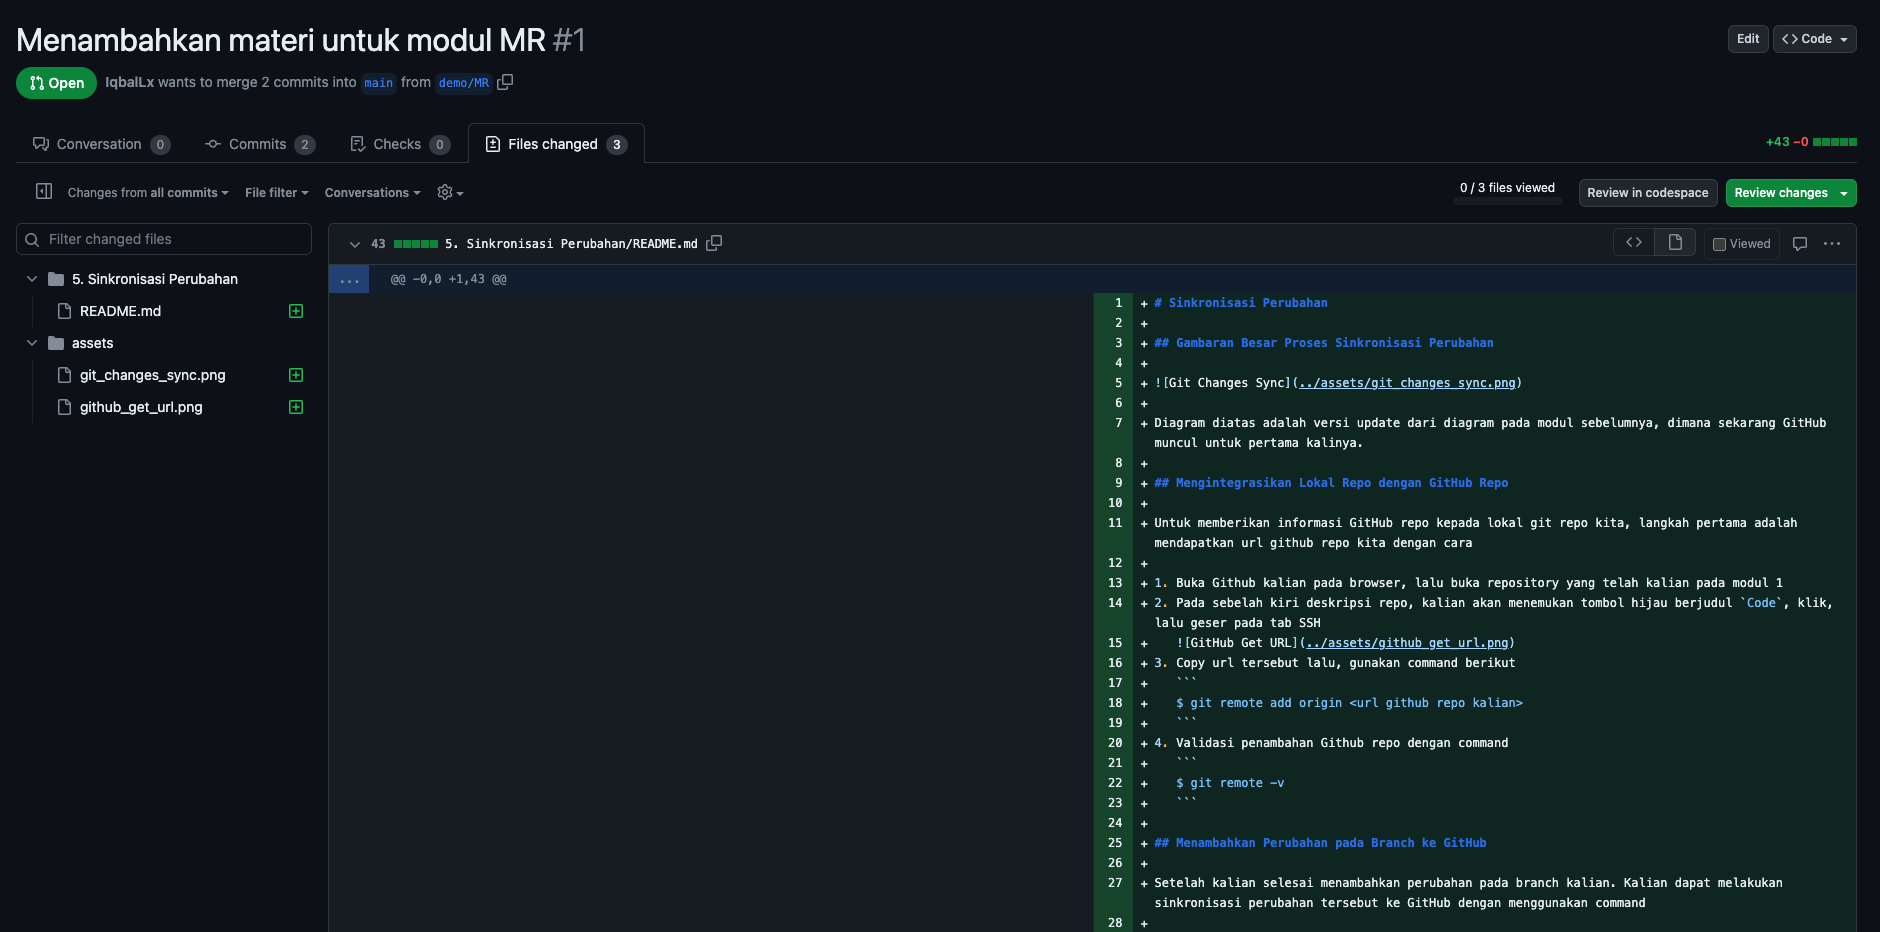 Menambahkan materi untuk modul MR #1
Edit
<> Code
Open
IqbalLx wants to merge 2 commits into main from demo/MR
Conversation 0
Commits 2
Checks 0
Files changed 3
+43 −0
Changes from all commits
File filter
Conversations
0 / 3 files viewed
Review in codespace
Review changes
Filter changed files
5. Sinkronisasi Perubahan
README.md
assets
git_changes_sync.png
github_get_url.png
43 5. Sinkronisasi Perubahan/README.md
Viewed
...
@@ -0,0 +1,43 @@
1 + # Sinkronisasi Perubahan
2 +
3 + ## Gambaran Besar Proses Sinkronisasi Perubahan
4 +
5 + ![Git Changes Sync](../assets/git_changes_sync.png)
6 +
7 + Diagram diatas adalah versi update dari diagram pada modul sebelumnya, dimana sekarang GitHub
muncul untuk pertama kalinya.
8 +
9 + ## Mengintegrasikan Lokal Repo dengan GitHub Repo
10 +
11 + Untuk memberikan informasi GitHub repo kepada lokal git repo kita, langkah pertama adalah
mendapatkan url github repo kita dengan cara
12 +
13 + 1. Buka Github kalian pada browser, lalu buka repository yang telah kalian pada modul 1
14 + 2. Pada sebelah kiri deskripsi repo, kalian akan menemukan tombol hijau berjudul `Code`, klik,
lalu geser pada tab SSH
15 + ![GitHub Get URL](../assets/github_get_url.png)
16 + 3. Copy url tersebut lalu, gunakan command berikut
17 + ```
18 + $ git remote add origin <url github repo kalian>
19 + ```
20 + 4. Validasi penambahan Github repo dengan command
21 + ```
22 + $ git remote -v
23 + ```
24 +
25 + ## Menambahkan Perubahan pada Branch ke GitHub
26 +
27 + Setelah kalian selesai menambahkan perubahan pada branch kalian. Kalian dapat melakukan
sinkronisasi perubahan tersebut ke GitHub dengan menggunakan command
28 +